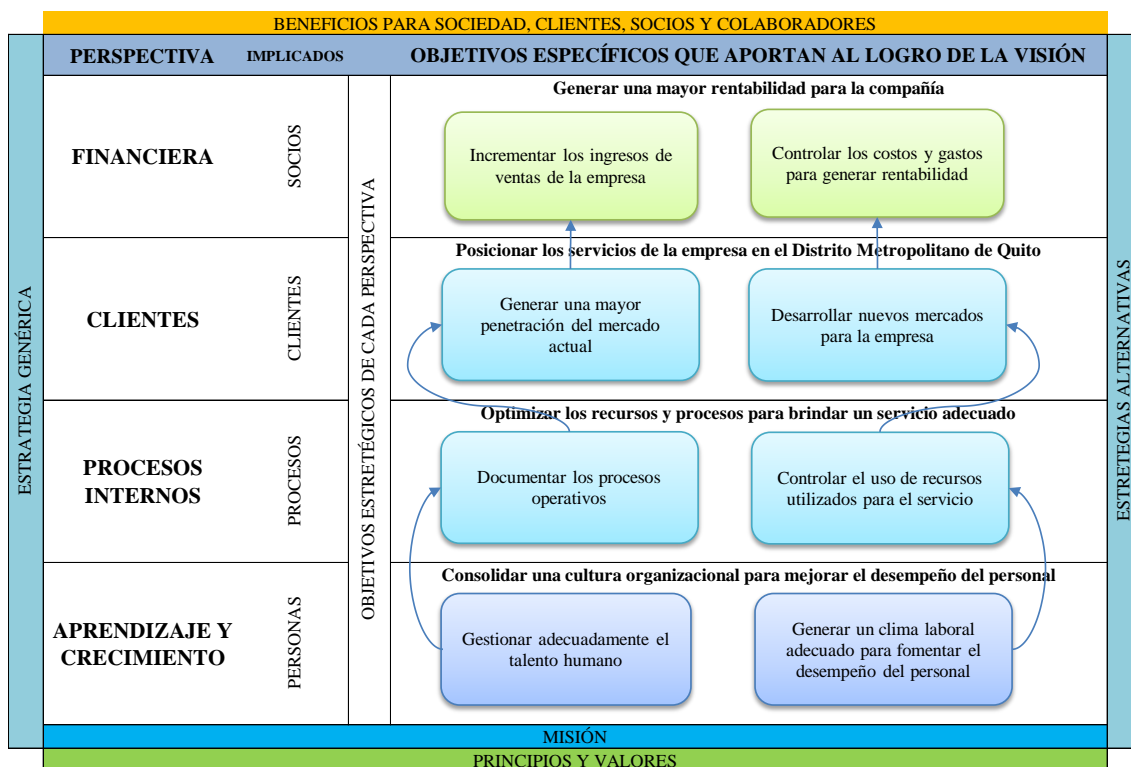 BENEFICIOS PARA SOCIEDAD, CLIENTES, SOCIOS Y COLABORADORES
PERSPECTIVA
IMPLICADOS
OBJETIVOS ESPECÍFICOS QUE APORTAN AL LOGRO DE LA VISIÓN
ESTRATEGIA GENÉRICA
OBJETIVOS ESTRETÉGICOS DE CADA PERSPECTIVA
ESTRETEGIAS ALTERNATIVAS
FINANCIERA
SOCIOS
Generar una mayor rentabilidad para la compañía
Incrementar los ingresos de
ventas de la empresa
Controlar los costos y gastos
para generar rentabilidad
CLIENTES
CLIENTES
Posicionar los servicios de la empresa en el Distrito Metropolitano de Quito
Generar una mayor
penetración del mercado
actual
Desarrollar nuevos mercados
para la empresa
PROCESOS
INTERNOS
PROCESOS
Optimizar los recursos y procesos para brindar un servicio adecuado
Documentar los procesos
operativos
Controlar el uso de recursos
utilizados para el servicio
APRENDIZAJE Y
CRECIMIENTO
PERSONAS
Consolidar una cultura organizacional para mejorar el desempeño del personal
Gestionar adecuadamente el
talento humano
Generar un clima laboral
adecuado para fomentar el
desempeño del personal
MISIÓN
PRINCIPIOS Y VALORES